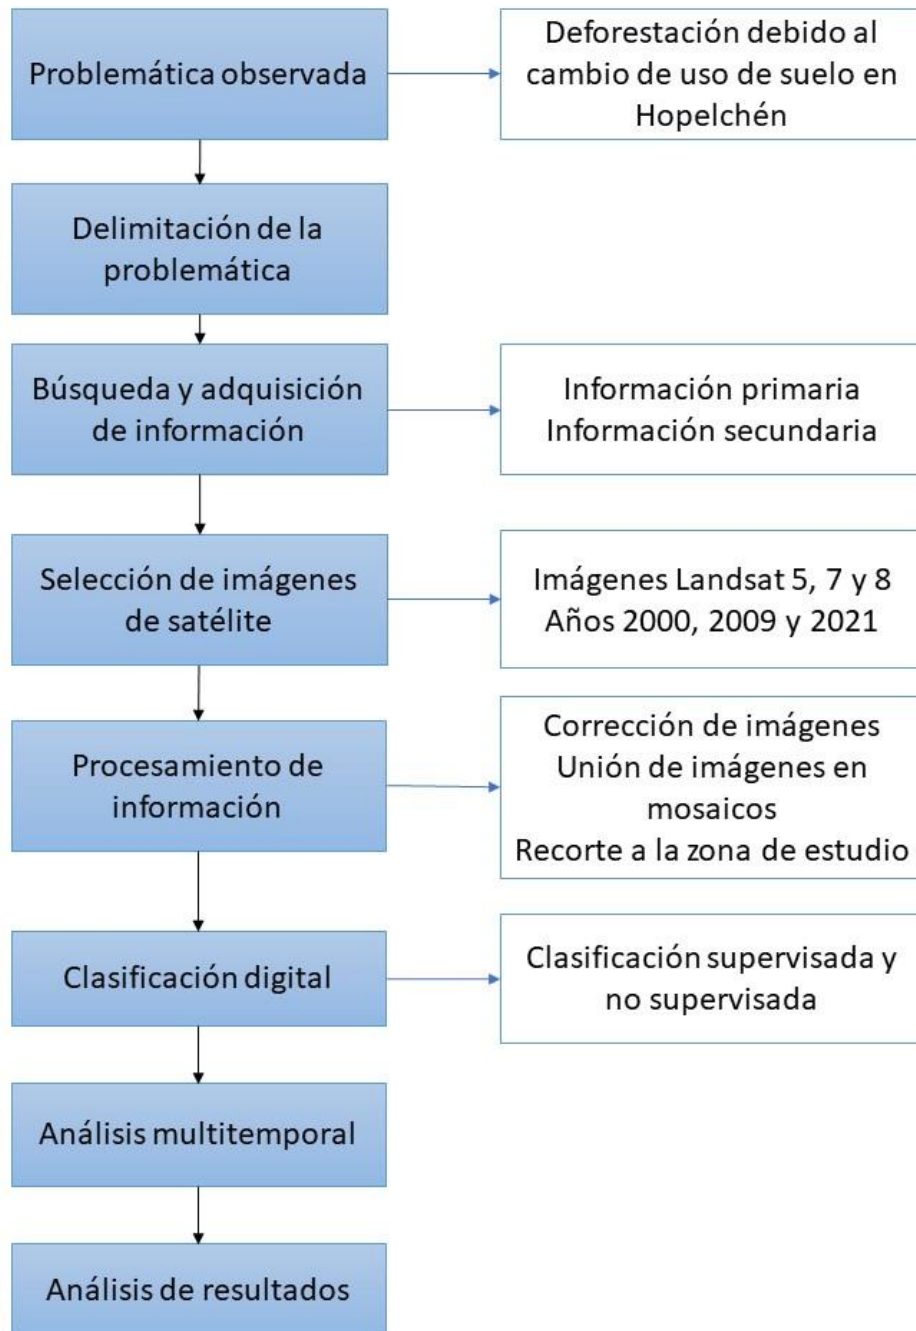 Problemática observada
Deforestación debido al
cambio de uso de suelo en
Hopelchén
Delimitación de la
problemática
Búsqueda y adquisición
de información
Información primaria
Información secundaria
Selección de imágenes
de satélite
Imágenes Landsat 5, 7 y 8
Años 2000, 2009 y 2021
Procesamiento de
información
Corrección de imágenes
Unión de imágenes en
mosaicos
Recorte a la zona de estudio
Clasificación digital
Clasificación supervisada y
no supervisada
Análisis multitemporal
Análisis de resultados